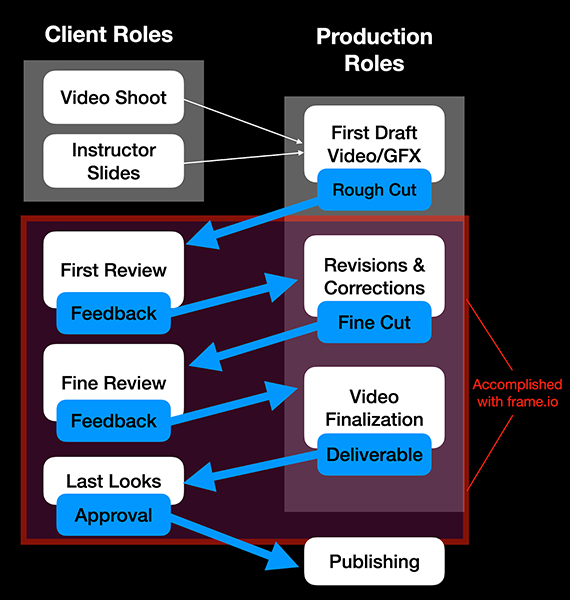 Client Roles
Production
Roles
Video Shoot
Instructor
Slides
First Draft
Video/GFX
Rough Cut
First Review
Feedback
Revisions &
Corrections
Fine Cut
Fine Review
Feedback
Video
Finalization
Deliverable
Last Looks
Approval
Publishing
Accomplished
with frame.io